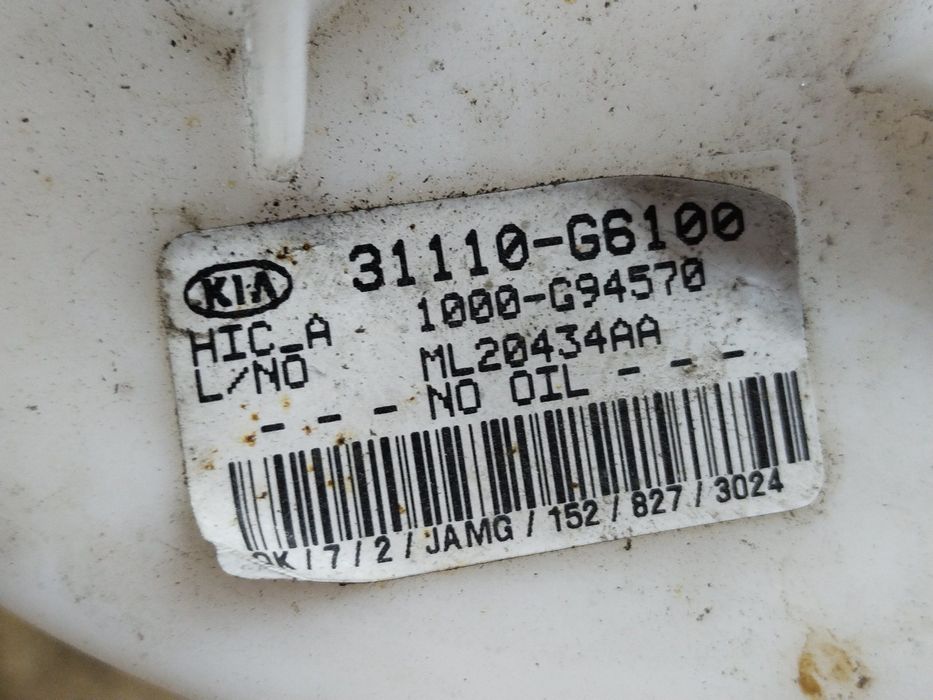 KIA 31110-G6100
HIC_A 1000-G94570
L/NO ML20434AA
- - - NO OIL - - -
/ 7 / 2 / JAMG / 152 / 827 / 3024